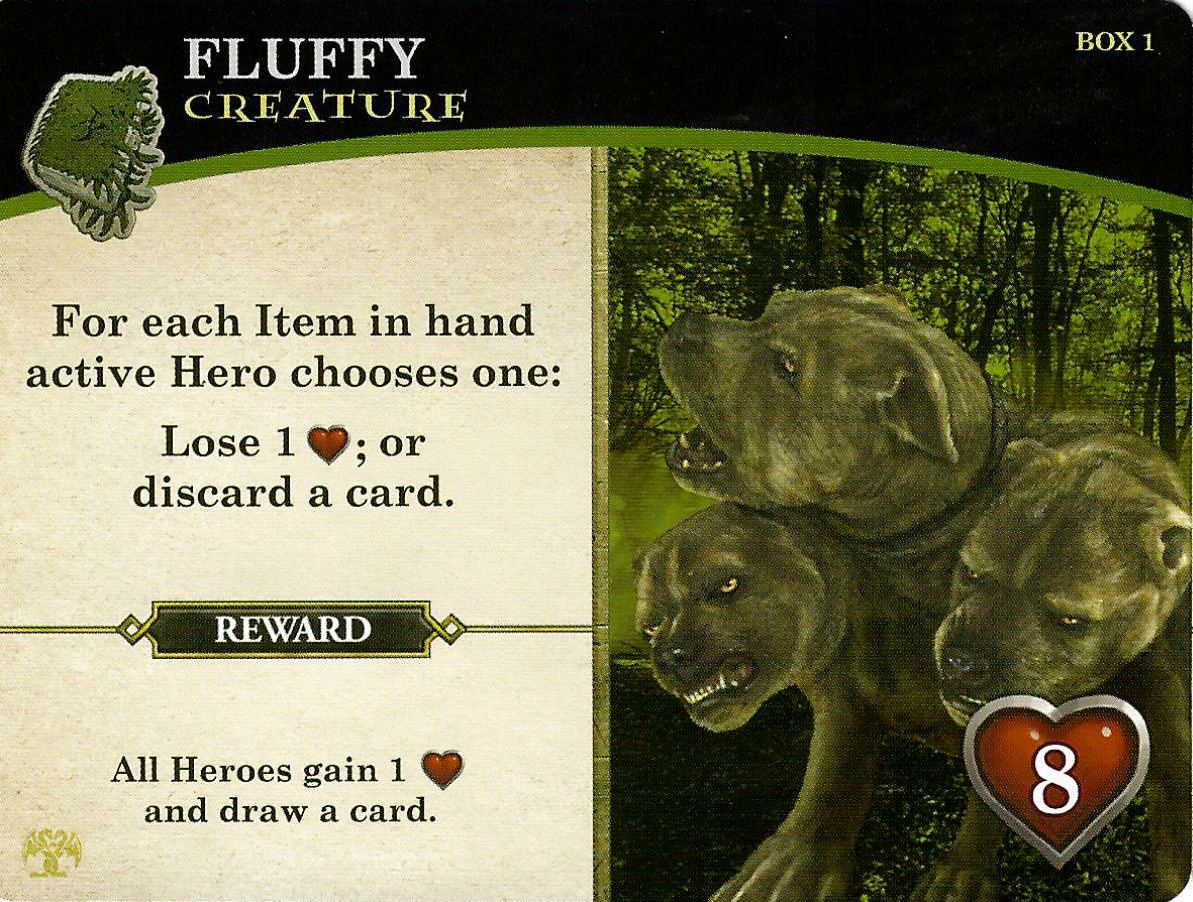 FLUFFY
CREATURE
BOX 1
For each Item in hand
active Hero chooses one:
Lose 1 ; or
discard a card.
REWARD
All Heroes gain 1
and draw a card.
8